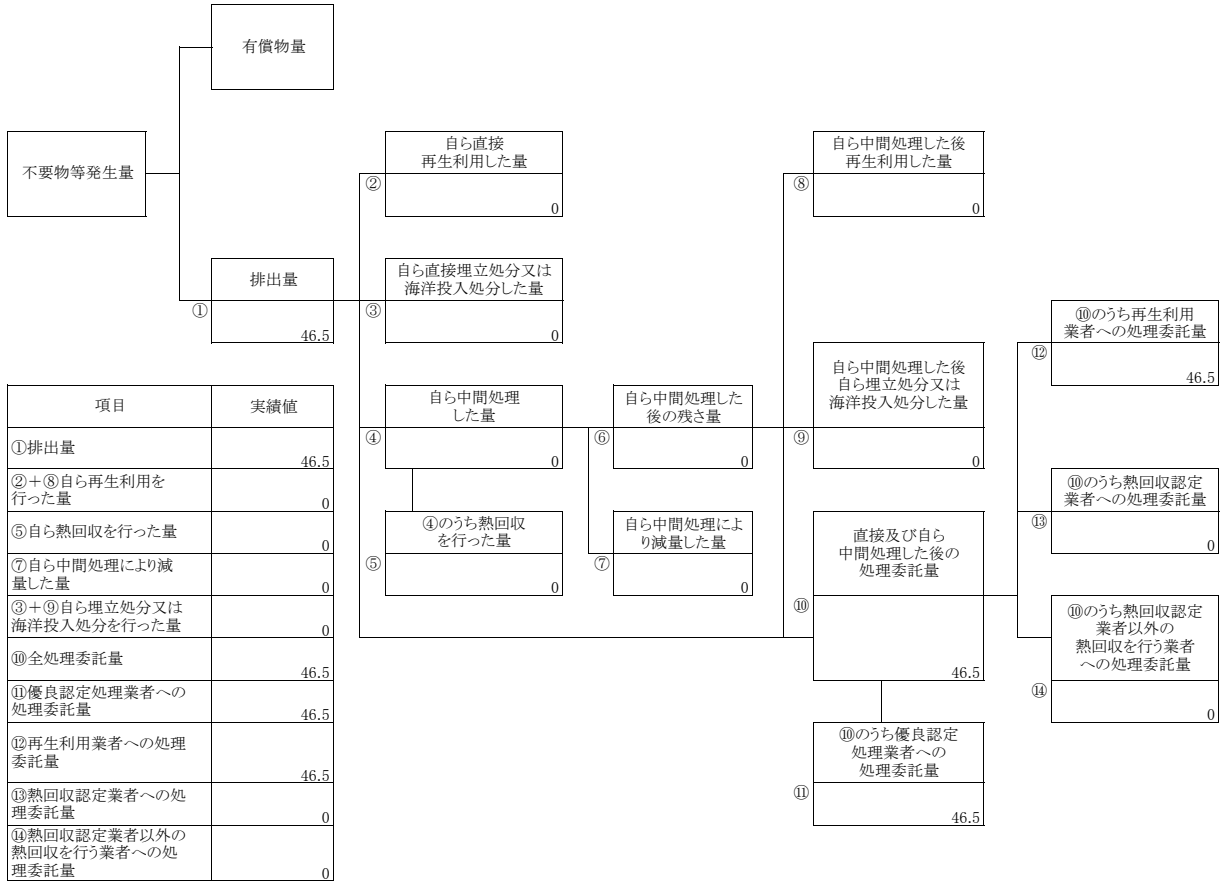 有償物量
不要物等発生量
自ら直接
再生利用した量
②
0
自ら中間処理した後
再生利用した量
⑧
0
排出量
①
46.5
自ら直接埋立処分又は
海洋投入処分した量
③
0
⑩のうち再生利用
業者への処理委託量
⑫
46.5
自ら中間処理した後
自ら埋立処分又は
海洋投入処分した量
⑨
0
自ら中間処理
した量
④
0
自ら中間処理した
後の残さ量
⑥
0
⑩のうち熱回収認定
業者への処理委託量
⑬
0
④のうち熱回収
を行った量
⑤
0
自ら中間処理によ
り減量した量
⑦
0
直接及び自ら
中間処理した後の
処理委託量
⑩
46.5
⑩のうち熱回収認定
業者以外の
熱回収を行う業者
への処理委託量
⑭
0
⑩のうち優良認定
処理業者への
処理委託量
⑪
46.5
項目 実績値
①排出量
46.5
②＋⑧自ら再生利用を
行った量
0
⑤自ら熱回収を行った量
0
⑦自ら中間処理により減
量した量
0
③＋⑨自ら埋立処分又は
海洋投入処分を行った量
0
⑩全処理委託量
46.5
⑪優良認定処理業者への
処理委託量
46.5
⑫再生利用業者への処理
委託量
46.5
⑬熱回収認定業者への処
理委託量
0
⑭熱回収認定業者以外の
熱回収を行う業者への処
理委託量
0